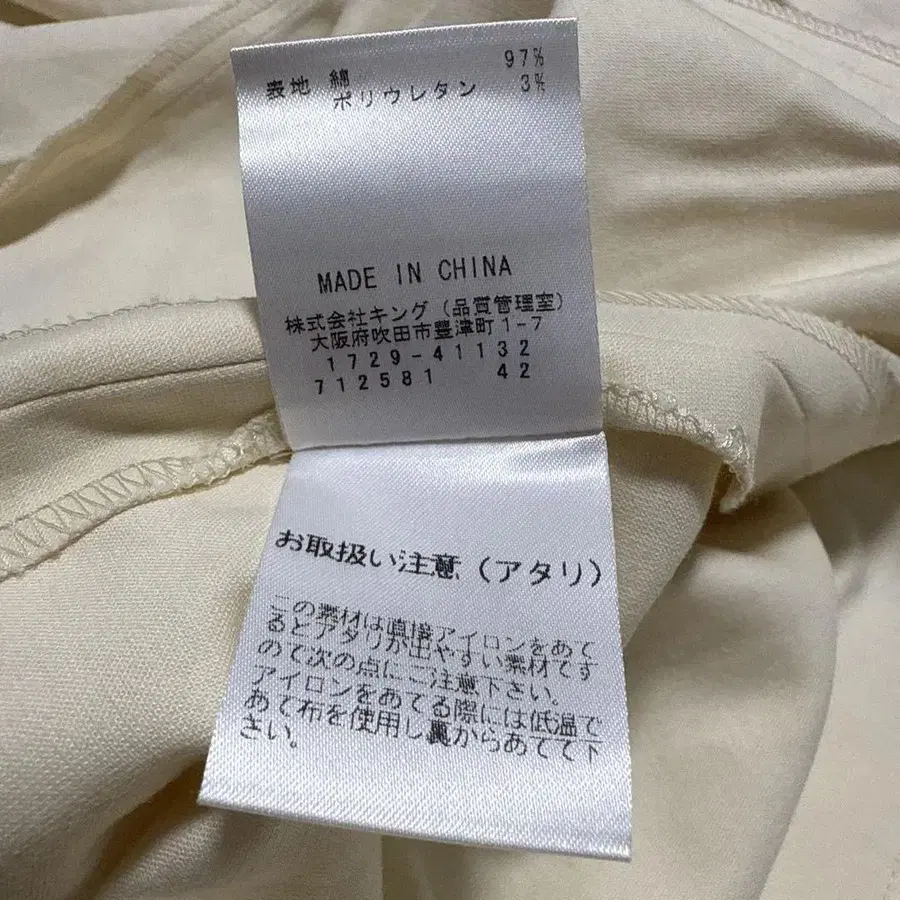 表地 綿 97%
ポリウレタン 3%
MADE IN CHINA
株式会社キング(品質管理室)
大阪府吹田市豊津町1-7
1729-41132
712581 42
お取扱い注意(アタリ)
この素材は直接アイロンをあて
るとアタリが出やすい素材です
ので次の点にご注意下さい。
アイロンをあてる際には低温で
あて布を使用し裏からあてて下
さい。